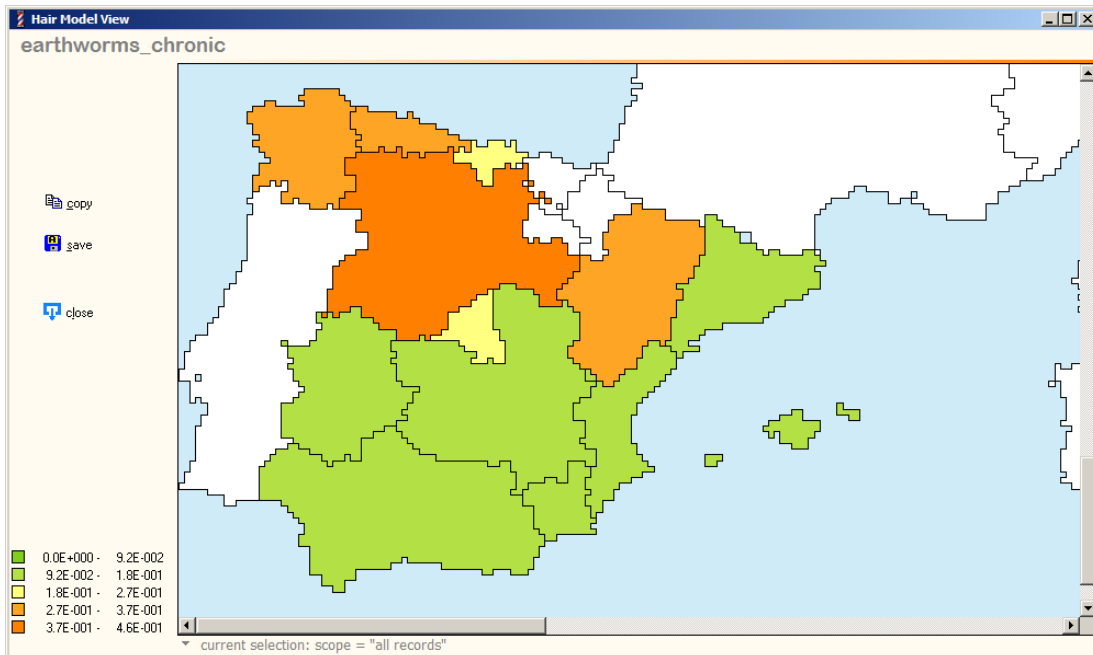 Hair Model View
earthworms_chronic
copy
save
close
0.0E+000 - 9.2E-002
9.2E-002 - 1.8E-001
1.8E-001 - 2.7E-001
2.7E-001 - 3.7E-001
3.7E-001 - 4.6E-001
current selection: scope = "all records"